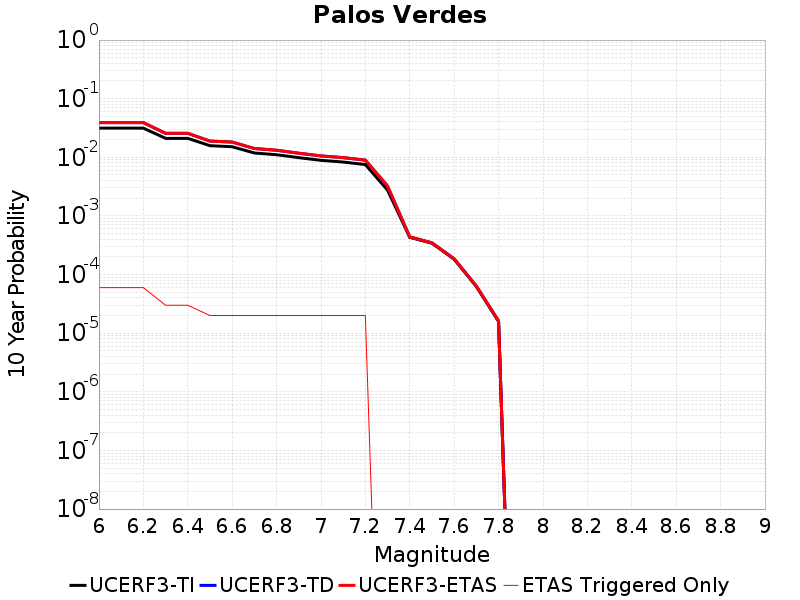 Palos Verdes
10^0
10^-1
10^-2
10^-3
10^-4
10^-5
10^-6
10^-7
10^-8
10 Year Probability
6 6.2 6.4 6.6 6.8 7 7.2 7.4 7.6 7.8 8 8.2 8.4 8.6 8.8 9
Magnitude
UCERF3-TI UCERF3-TD UCERF3-ETAS ETAS Triggered Only